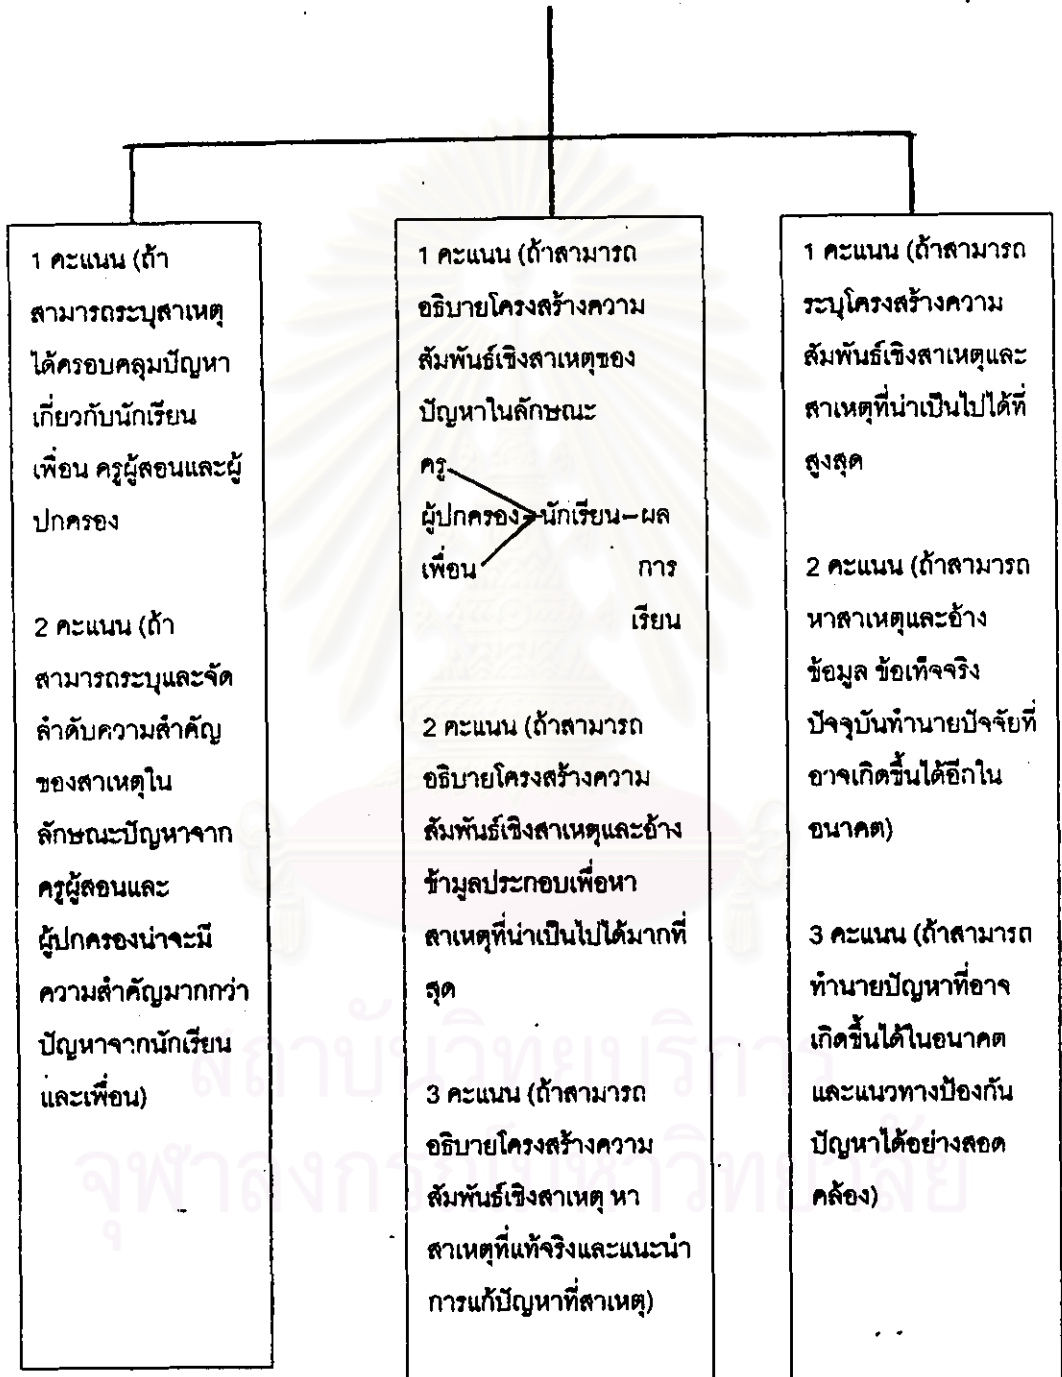 1 คะแนน (ถ้า
สามารถระบุสาเหตุ
ได้ครอบคลุมปัญหา
เกี่ยวกับนักเรียน
เพื่อน ครูผู้สอนและผู้
ปกครอง
2 คะแนน (ถ้า
สามารถระบุและจัด
ลำดับความสำคัญ
ของสาเหตุใน
ลักษณะปัญหาจาก
ครูผู้สอนและ
ผู้ปกครองน่าจะมี
ความสำคัญมากกว่า
ปัญหาจากนักเรียน
และเพื่อน)
1 คะแนน (ถ้าสามารถ
อธิบายโครงสร้างความ
สัมพันธ์เชิงสาเหตุของ
ปัญหาในลักษณะ
ครู
ผู้ปกครอง นักเรียน – ผล
เพื่อน การ
เรียน
2 คะแนน (ถ้าสามารถ
อธิบายโครงสร้างความ
สัมพันธ์เชิงสาเหตุและอ้าง
ข้ามูลประกอบเพื่อหา
สาเหตุที่น่าเป็นไปได้มากที่
สุด
3 คะแนน (ถ้าสามารถ
อธิบายโครงสร้างความ
สัมพันธ์เชิงสาเหตุ หา
สาเหตุที่แท้จริงและแนะนำ
การแก้ปัญหาที่สาเหตุ)
1 คะแนน (ถ้าสามารถ
ระบุโครงสร้างความ
สัมพันธ์เชิงสาเหตุและ
สาเหตุที่น่าเป็นไปได้ที่
สูงสุด
2 คะแนน (ถ้าสามารถ
หาสาเหตุและอ้าง
ข้อมูล ข้อเท็จจริง
ปัจจุบันทำนายปัจจัยที่
อาจเกิดขึ้นได้อีกใน
อนาคต)
3 คะแนน (ถ้าสามารถ
ทำนายปัญหาที่อาจ
เกิดขึ้นได้ในอนาคต
และแนวทางป้องกัน
ปัญหาได้อย่างสอด
คล้อง)
สถาบันวิทยบริการ
จุฬาลงกรณ์มหาวิทยาลัย